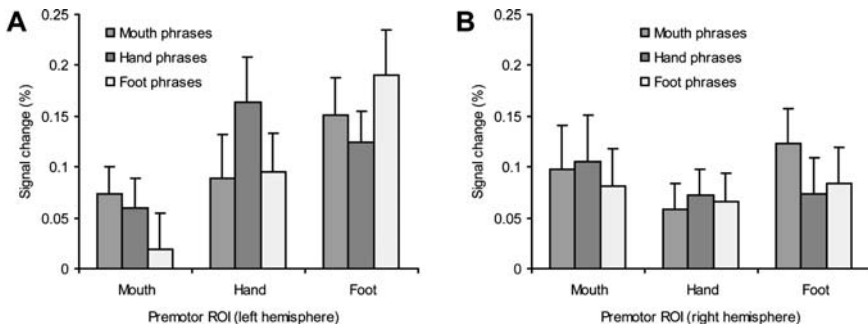 A
Mouth phrases
Hand phrases
Foot phrases
Signal change (%)
0.25
0.2
0.15
0.1
0.05
0
Mouth Hand Foot
Premotor ROI (left hemisphere)
B
Mouth phrases
Hand phrases
Foot phrases
Signal change (%)
0.25
0.2
0.15
0.1
0.05
0
Mouth Hand Foot
Premotor ROI (right hemisphere)